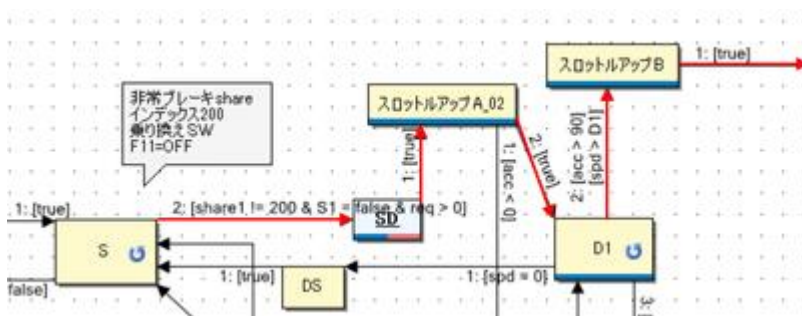 1: [true]
スロットルアップB
スロットルアップA_02
非常ブレーキshare
インデックス200
乗り換えSW
F11=OFF
1: [true]
1: [acc < 0]
2: [true]
2: [acc > 90]
[spd > D1]
1: [true]
2: [share1 != 200 & S1 = false & req > 0]
SD
S
D1
1: [true]
1: [spd = 0]
DS
false]
3: